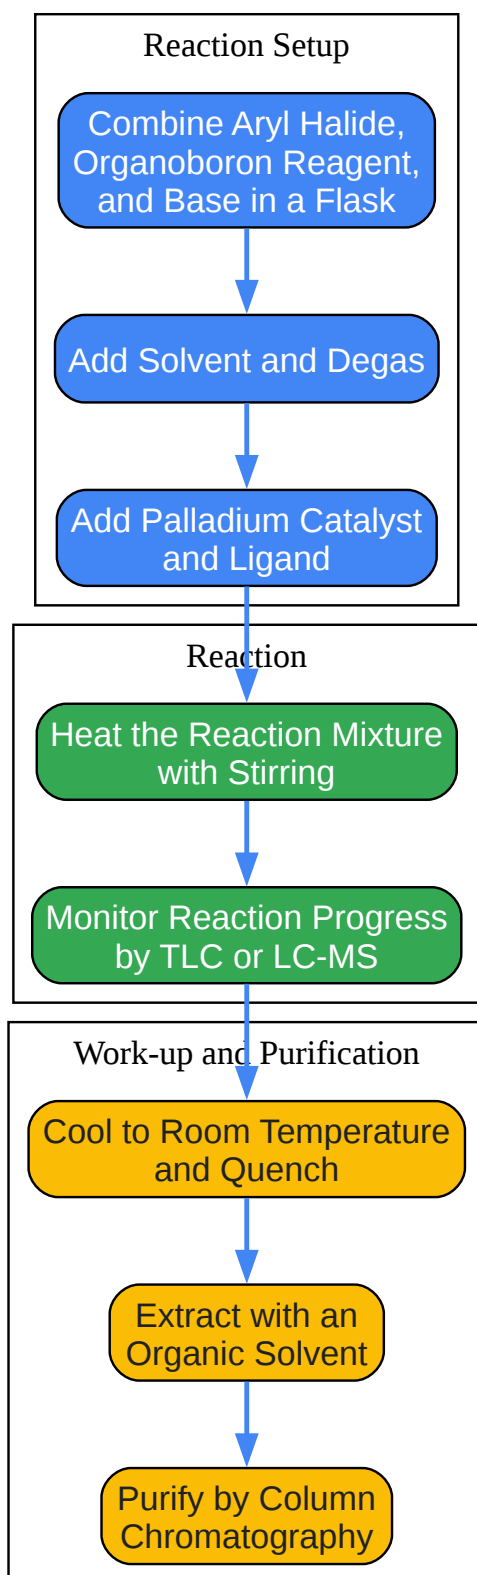 Reaction Setup
Combine Aryl Halide,
Organoboron Reagent,
and Base in a Flask
Add Solvent and Degas
Add Palladium Catalyst
and Ligand
Reaction
Heat the Reaction Mixture
with Stirring
Monitor Reaction Progress
by TLC or LC-MS
Work-up and Purification
Cool to Room Temperature
and Quench
Extract with an
Organic Solvent
Purify by Column
Chromatography